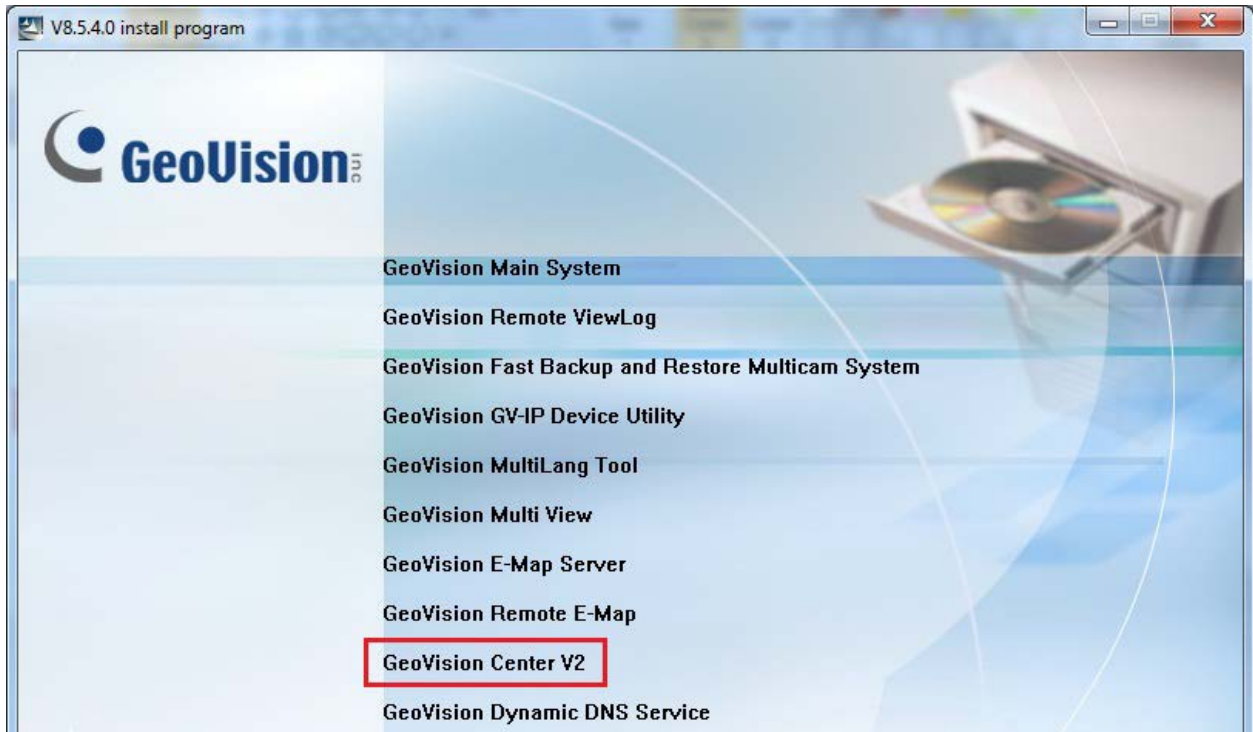 V8.5.4.0 install program
GeoVision inc
GeoVision Main System
GeoVision Remote ViewLog
GeoVision Fast Backup and Restore Multicam System
GeoVision GV-IP Device Utility
GeoVision MultiLang Tool
GeoVision Multi View
GeoVision E-Map Server
GeoVision Remote E-Map
GeoVision Center V2
GeoVision Dynamic DNS Service